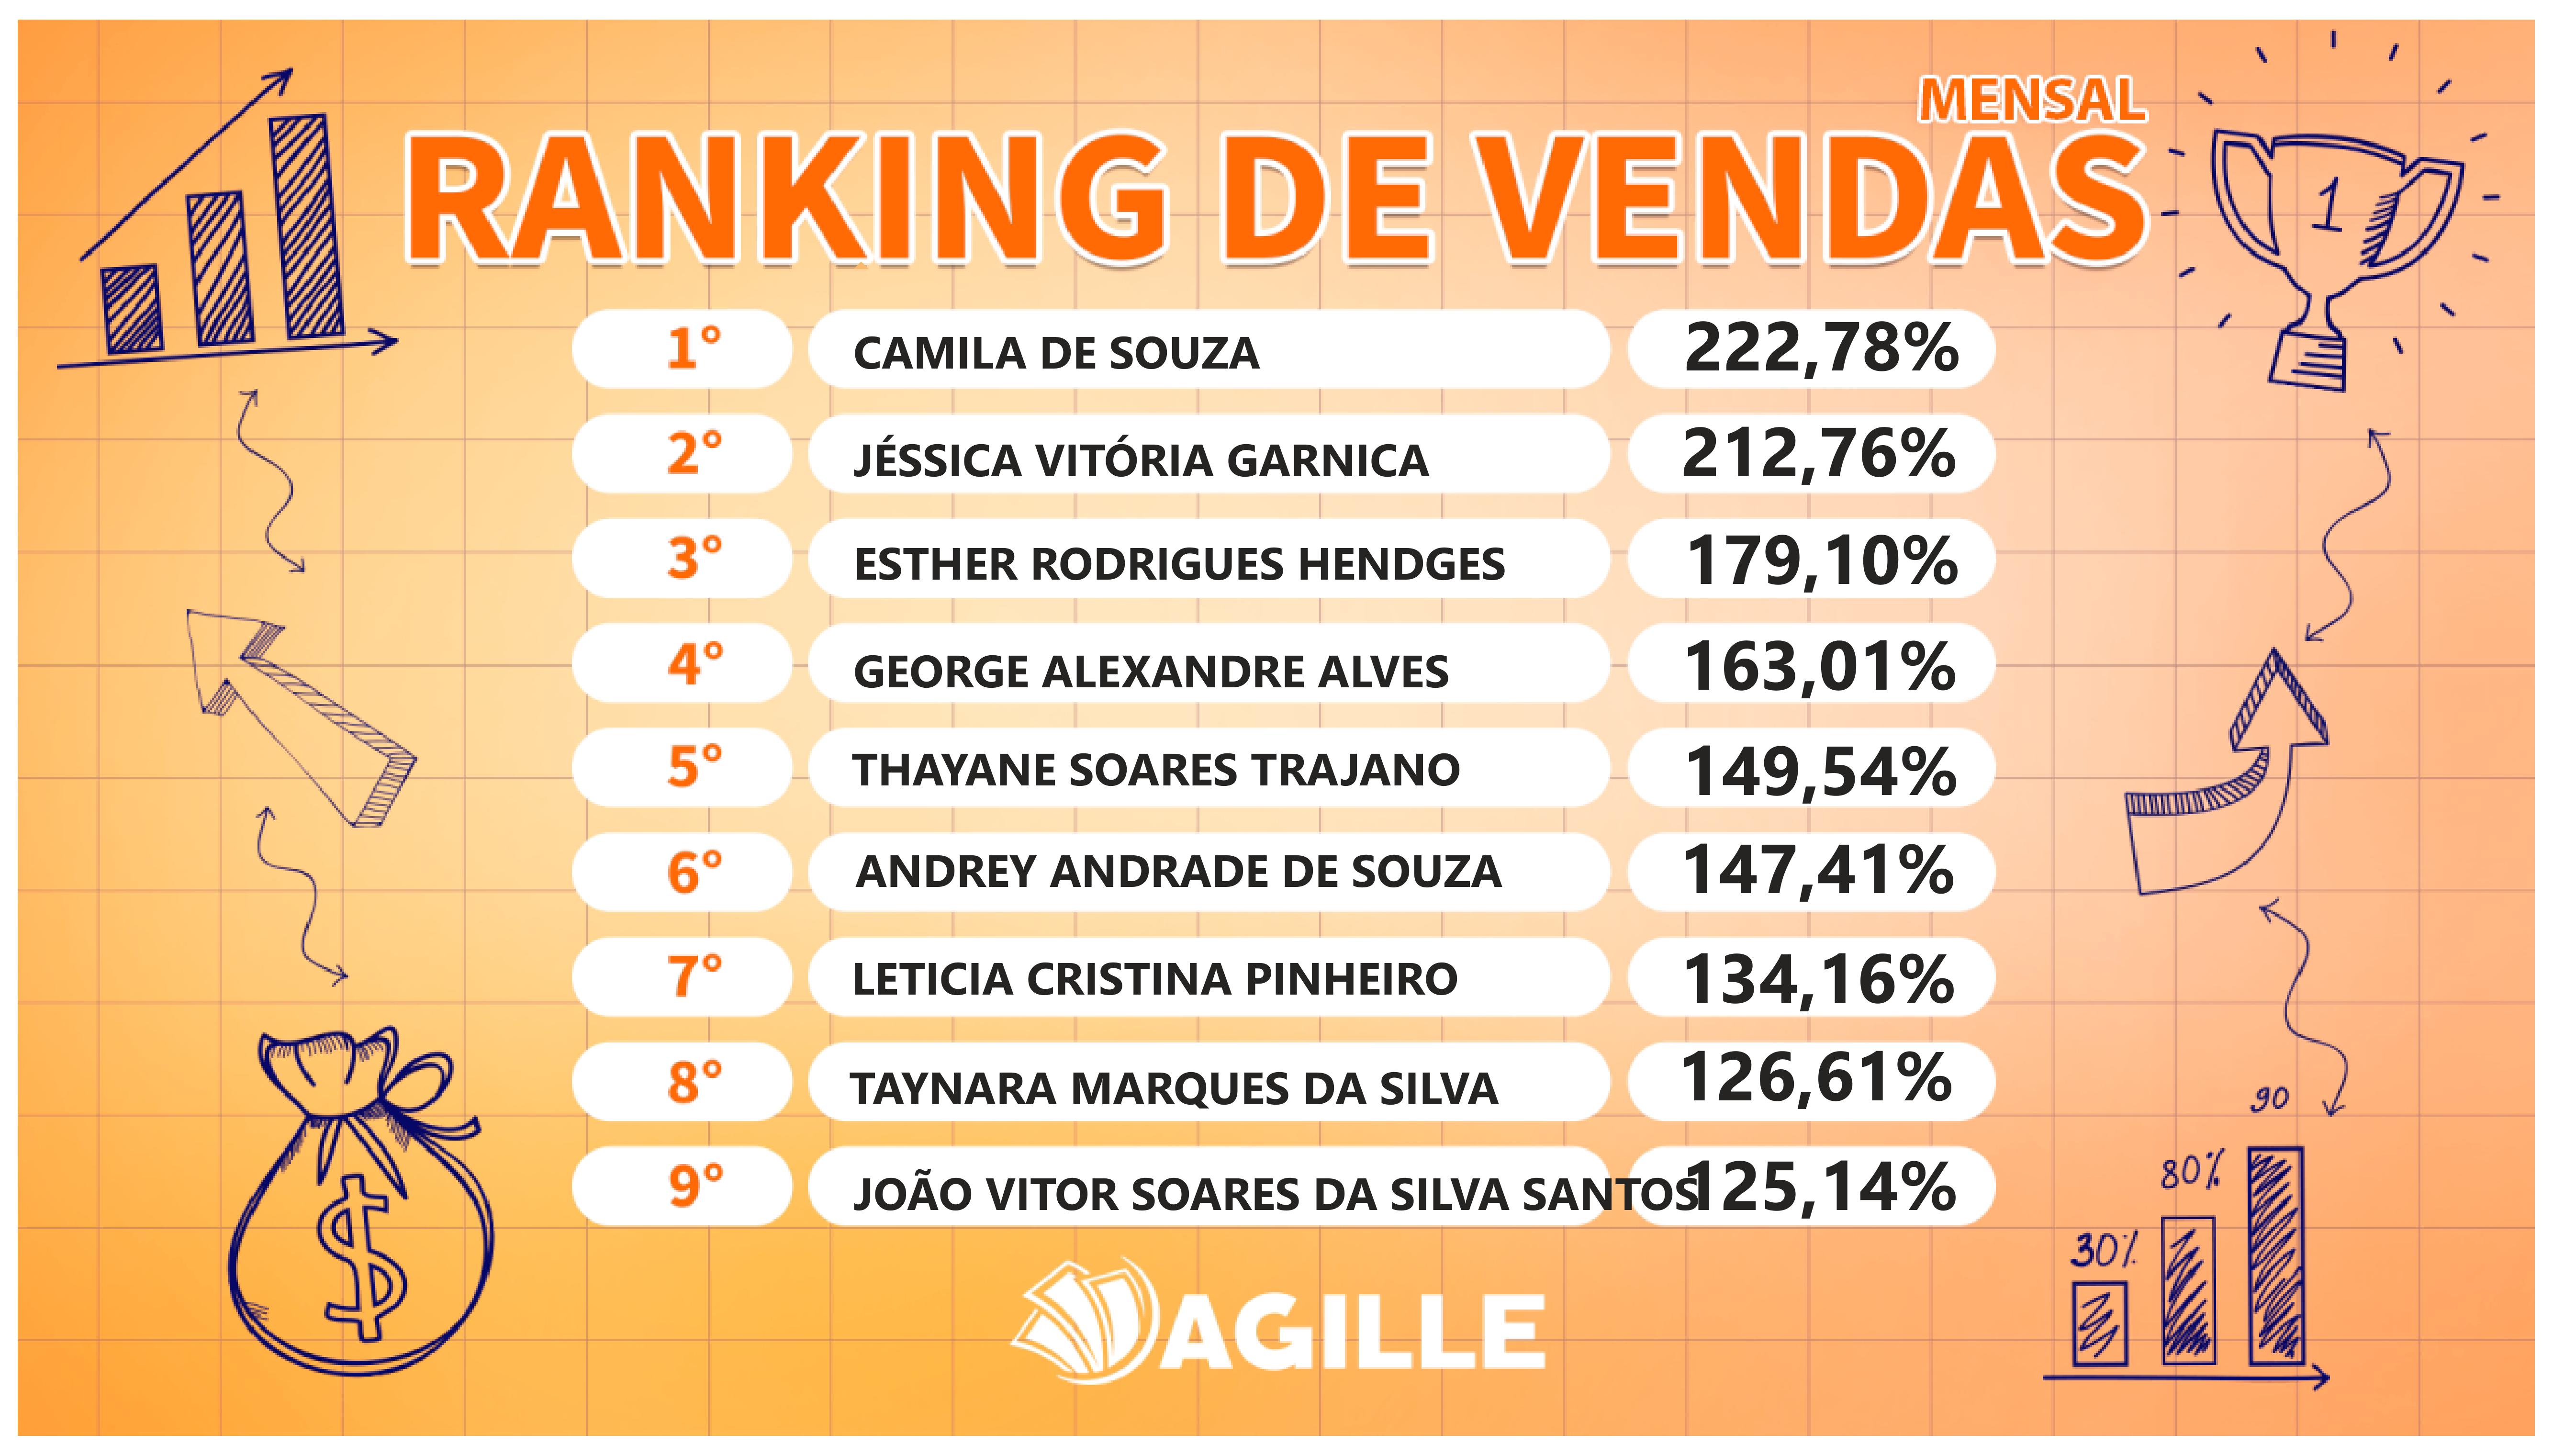 MENSAL
RANKING DE VENDAS
1
1° CAMILA DE SOUZA 222,78%
2° JÉSSICA VITÓRIA GARNICA 212,76%
3° ESTHER RODRIGUES HENDGES 179,10%
4° GEORGE ALEXANDRE ALVES 163,01%
5° THAYANE SOARES TRAJANO 149,54%
6° ANDREY ANDRADE DE SOUZA 147,41%
7° LETICIA CRISTINA PINHEIRO 134,16%
8° TAYNARA MARQUES DA SILVA 126,61%
9° JOÃO VITOR SOARES DA SILVA SANTOS 125,14%
$
30%
80%
90
AGILLE